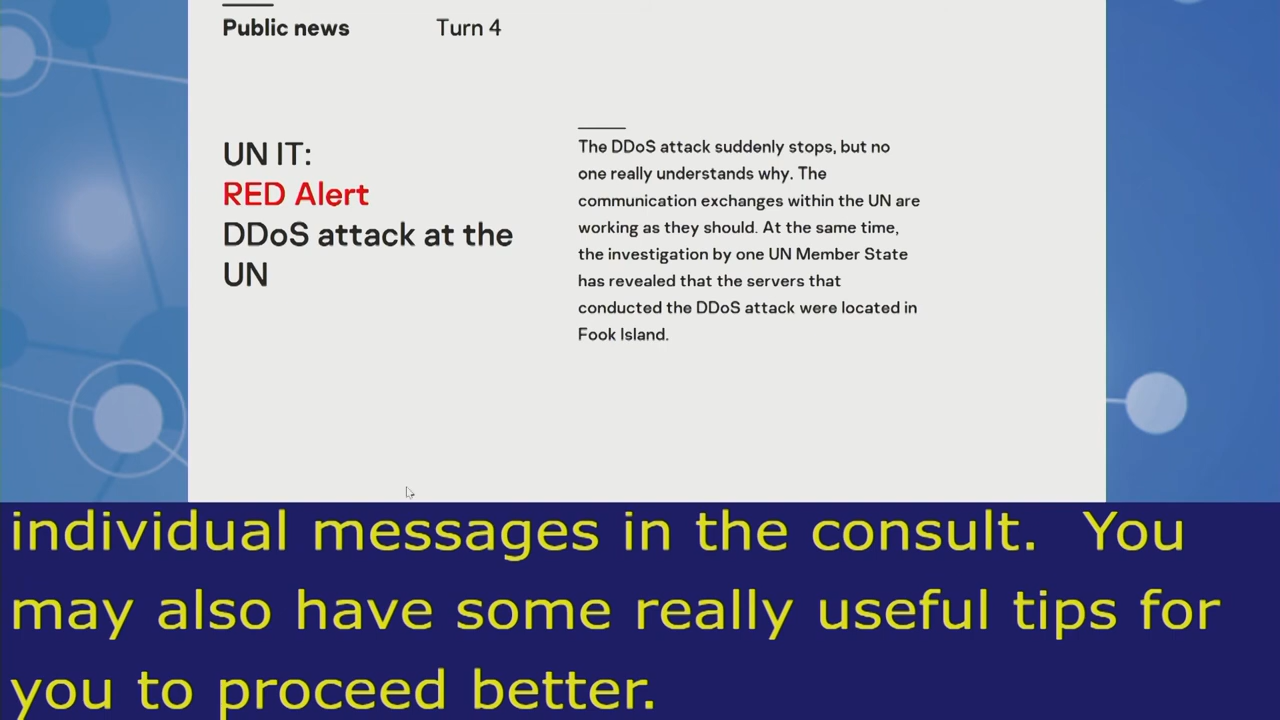 Public news
Turn 4
UN IT:
RED Alert
DDoS attack at the
UN
The DDoS attack suddenly stops, but no
one really understands why. The
communication exchanges within the UN are
working as they should. At the same time,
the investigation by one UN Member State
has revealed that the servers that
conducted the DDoS attack were located in
Fook Island.
individual messages in the consult.  You
may also have some really useful tips for
you to proceed better.